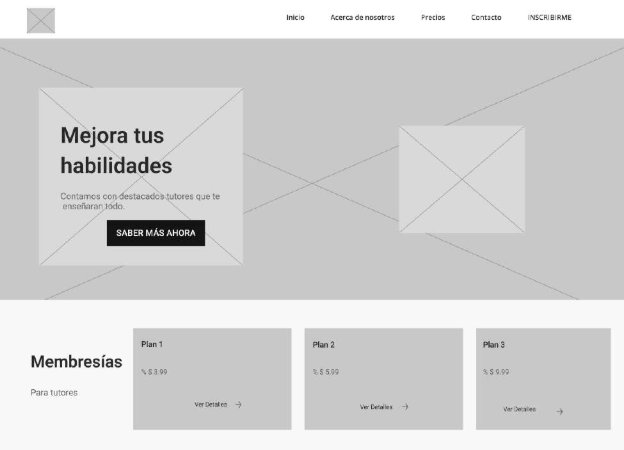 Inicio Acerca de nosotros Precios Contacto INSCRIBIRME
Mejora tus
habilidades
Contamos con destacados tutores que te
enseñaran todo.
SABER MÁS AHORA
Membresías
Para tutores
Plan 1
% $ 3.99
Ver Detalles →
Plan 2
% $ 5.99
Ver Detalles →
Plan 3
% $ 9.99
Ver Detalles →